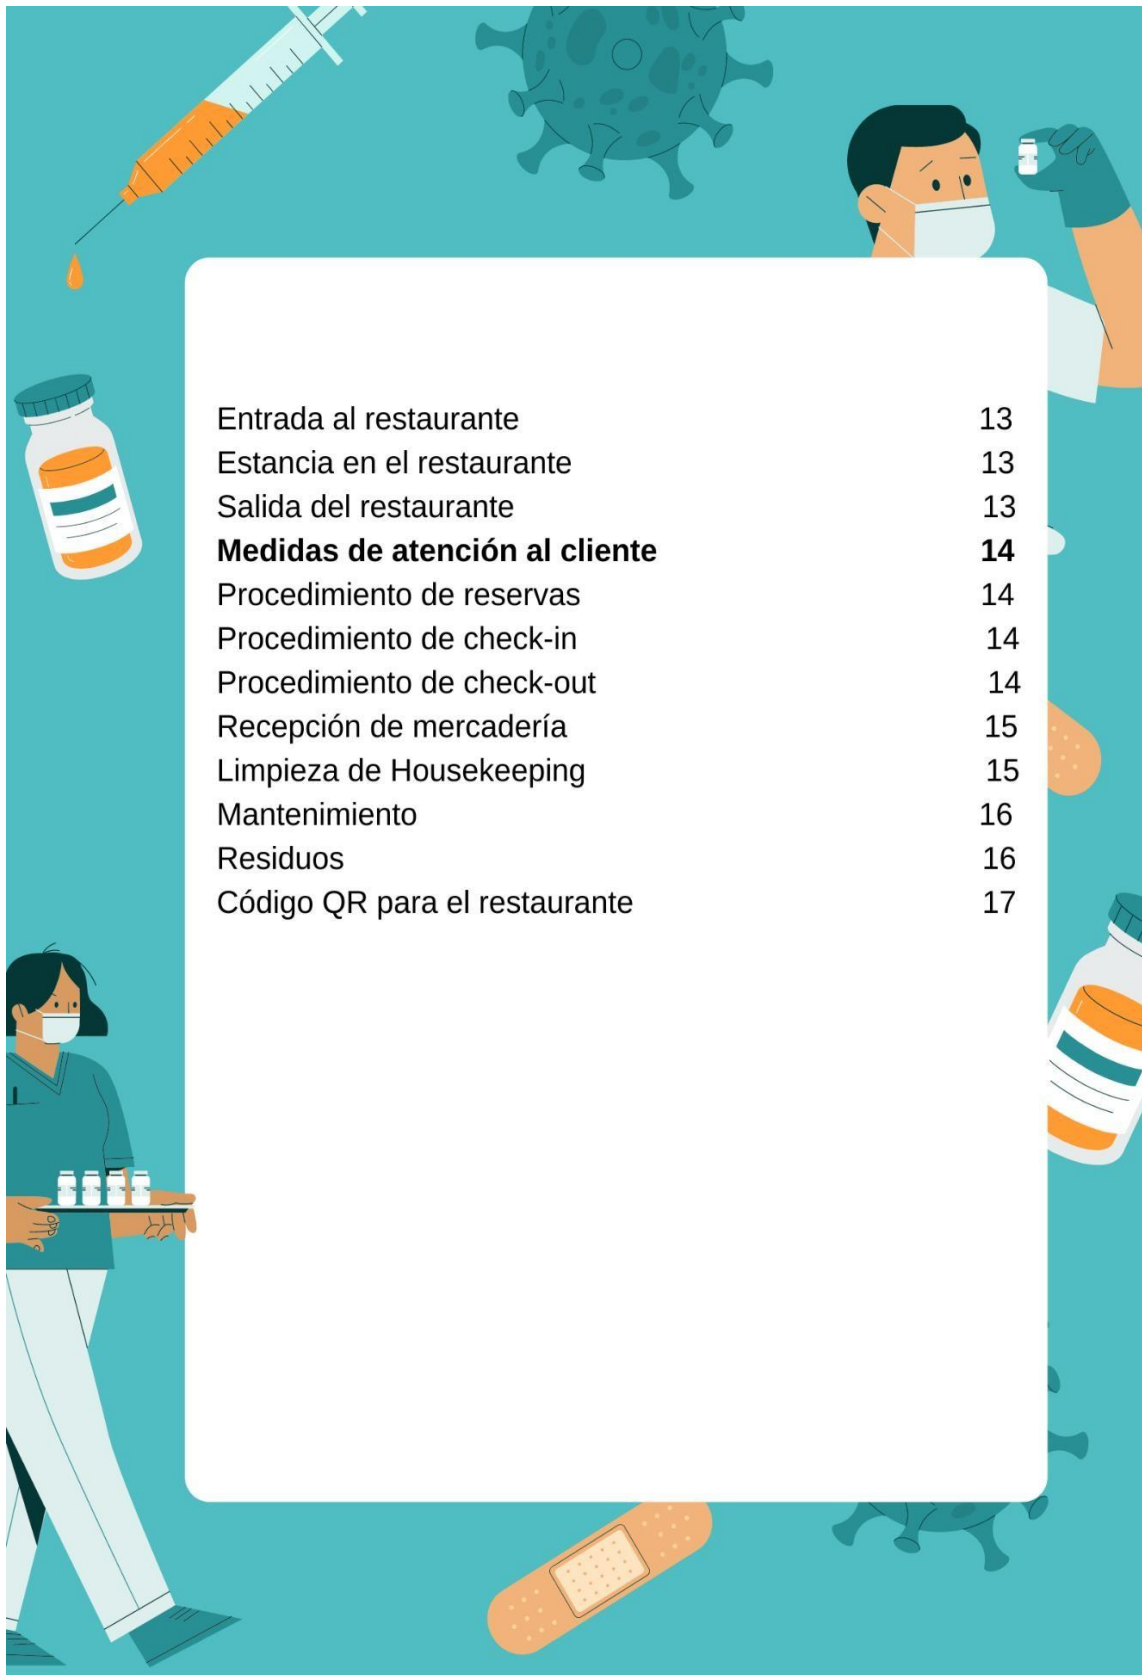 Entrada al restaurante 13
Estancia en el restaurante 13
Salida del restaurante 13
Medidas de atención al cliente 14
Procedimiento de reservas 14
Procedimiento de check-in 14
Procedimiento de check-out 14
Recepción de mercadería 15
Limpieza de Housekeeping 15
Mantenimiento 16
Residuos 16
Código QR para el restaurante 17